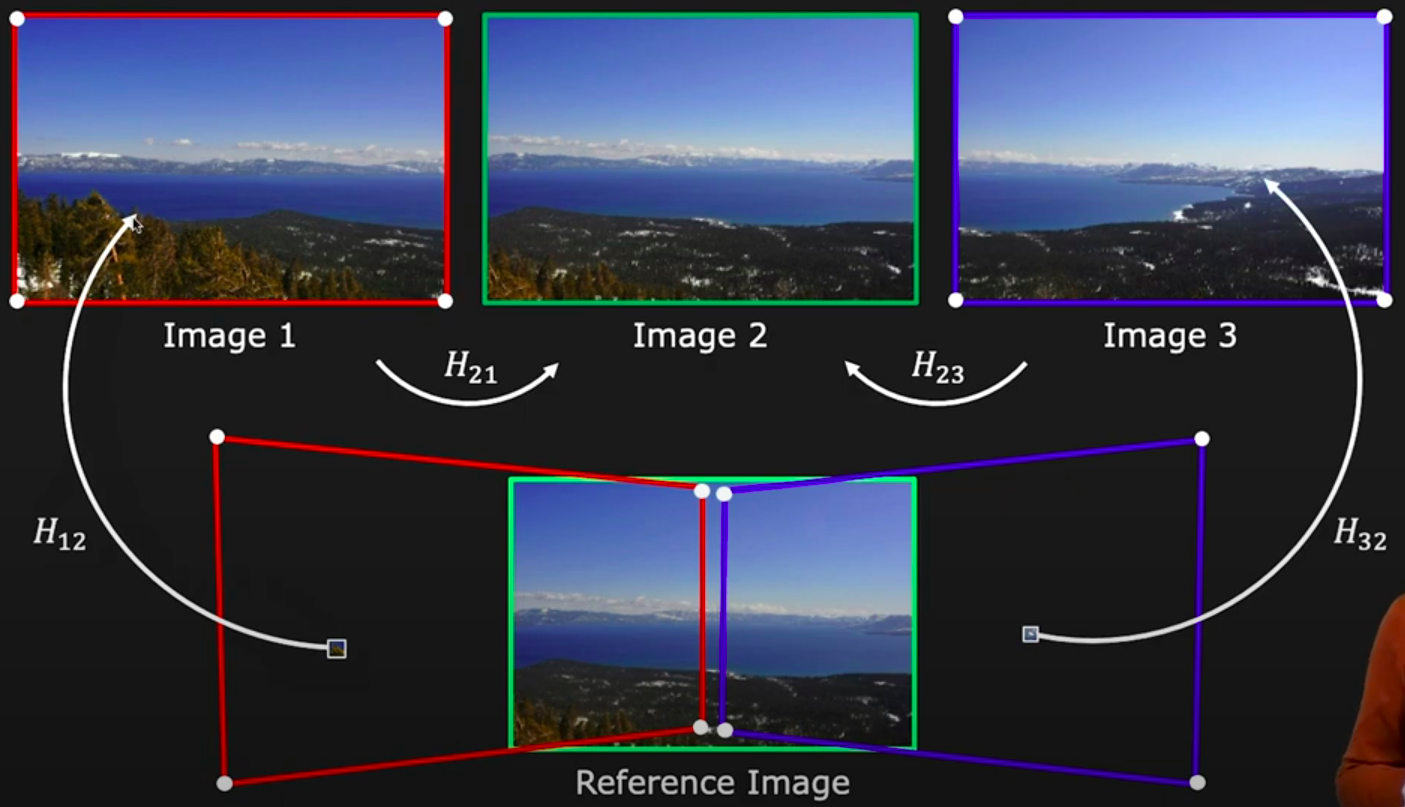 Image 1
Image 2
Image 3
H₂₁
H₂₃
H₁₂
H₃₂
Reference Image